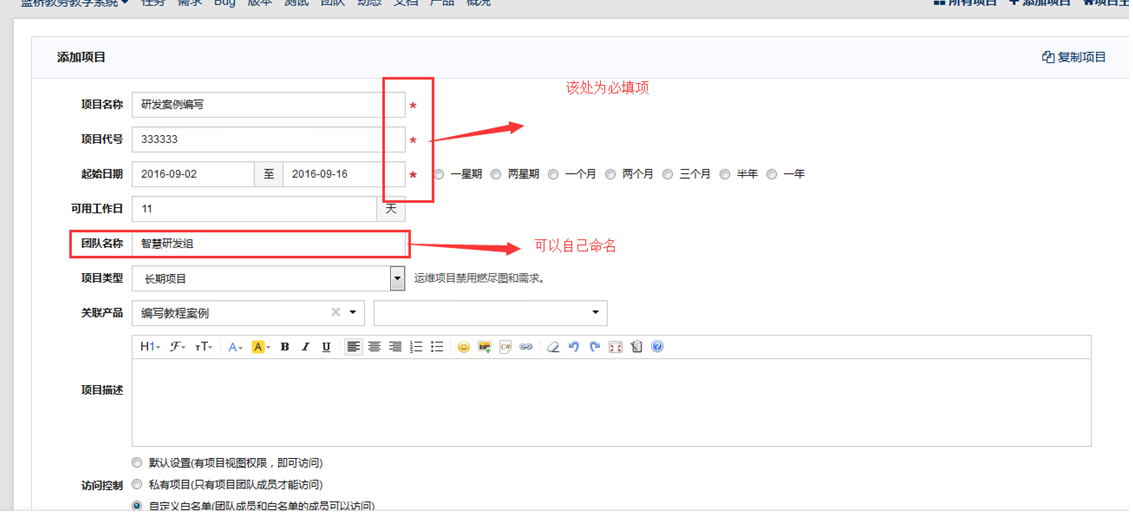 蓝桥教务教学系统 任务 需求 Bug 版本 测试 团队 动态 文档 产品 概况 所有项目 添加项目
添加项目 复制项目
该处为必填项
项目名称 研发案例编写 *
项目代号 333333 *
起始日期 2016-09-02 至 2016-09-16 * 一星期 两星期 一个月 两个月 三个月 半年 一年
可用工作日 11 天
团队名称 智慧研发组 可以自己命名
项目类型 长期项目 运维项目禁用燃尽图和需求。
关联产品 编写教程案例
H1 F тT A A B I U
项目描述
默认设置(有项目视图权限，即可访问)
访问控制 私有项目(只有项目团队成员才能访问)
自定义白名单(团队成员和白名单的成员可以访问)